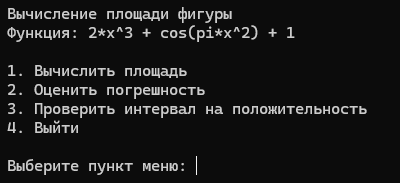 Вычисление площади фигуры
Функция: 2*x^3 + cos(pi*x^2) + 1
1. Вычислить площадь
2. Оценить погрешность
3. Проверить интервал на положительность
4. Выйти
Выберите пункт меню: